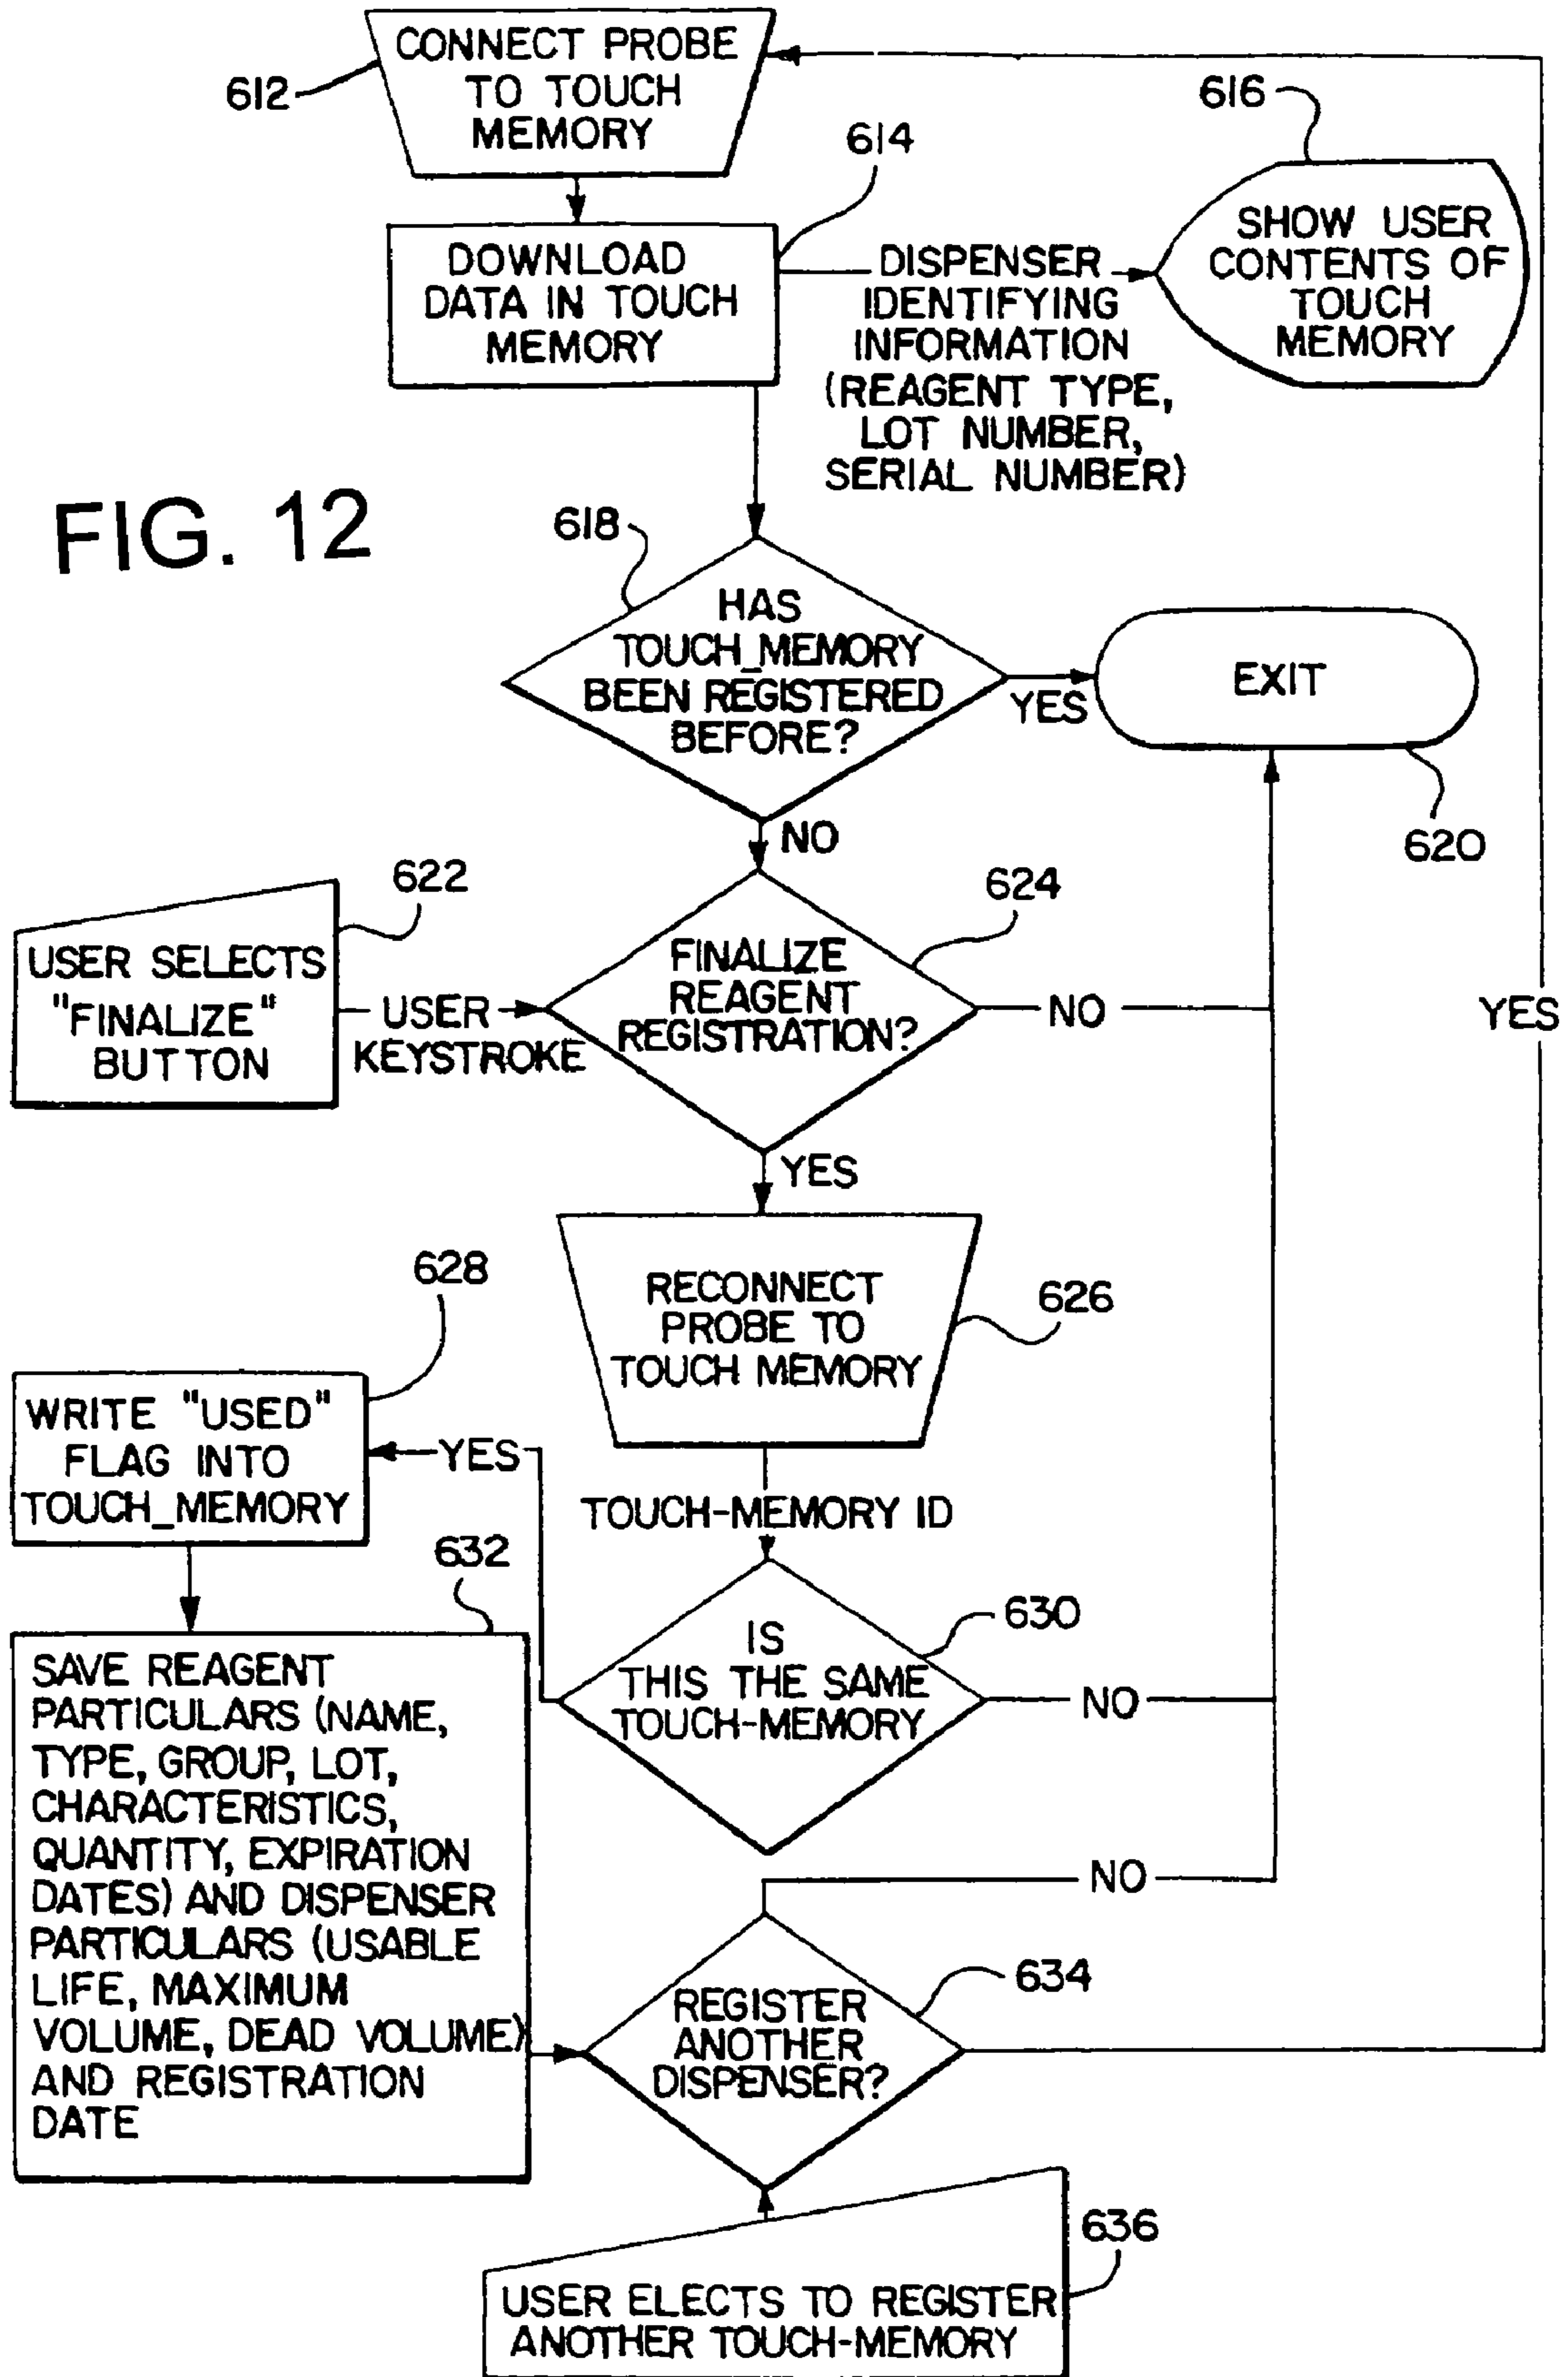 CONNECT PROBE
TO TOUCH
MEMORY
612
614
616
DOWNLOAD
DATA IN TOUCH
MEMORY
DISPENSER
IDENTIFYING
INFORMATION
(REAGENT TYPE,
LOT NUMBER,
SERIAL NUMBER)
SHOW USER
CONTENTS OF
TOUCH
MEMORY
FIG. 12
618
HAS
TOUCH_MEMORY
BEEN REGISTERED
BEFORE?
YES
EXIT
620
NO
622
USER SELECTS
"FINALIZE"
BUTTON
USER
KEYSTROKE
624
FINALIZE
REAGENT
REGISTRATION?
NO
YES
YES
RECONNECT
PROBE TO
TOUCH MEMORY
626
628
WRITE "USED"
FLAG INTO
TOUCH_MEMORY
YES
TOUCH-MEMORY ID
630
IS
THIS THE SAME
TOUCH-MEMORY
NO
632
SAVE REAGENT
PARTICULARS (NAME,
TYPE, GROUP, LOT,
CHARACTERISTICS,
QUANTITY, EXPIRATION
DATES) AND DISPENSER
PARTICULARS (USABLE
LIFE, MAXIMUM
VOLUME, DEAD VOLUME)
AND REGISTRATION
DATE
NO
634
REGISTER
ANOTHER
DISPENSER?
636
USER ELECTS TO REGISTER
ANOTHER TOUCH-MEMORY